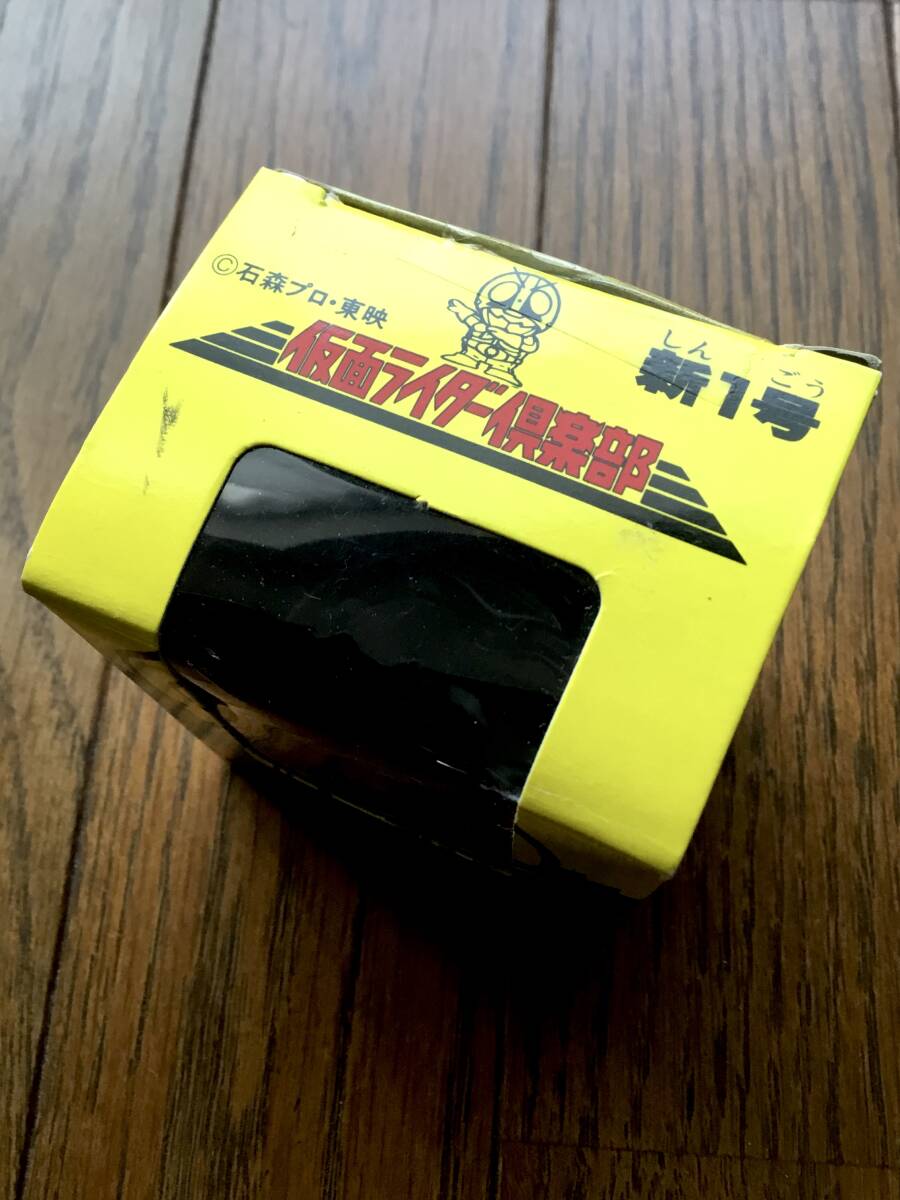 ©石森プロ・東映
仮面ライダー倶楽部
しん ごう
新1号